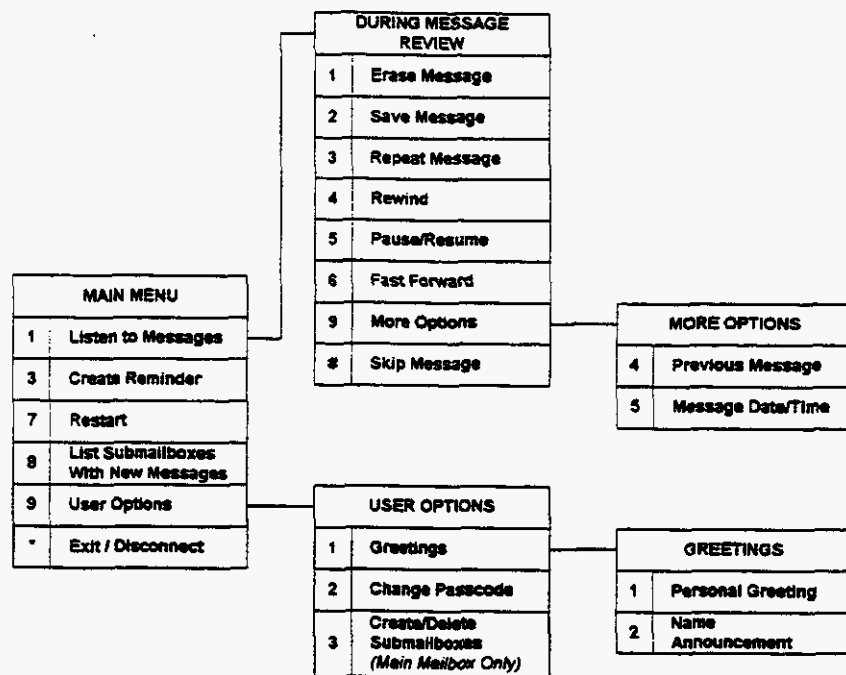 DURING MESSAGE
REVIEW
1 Erase Message
2 Save Message
3 Repeat Message
4 Rewind
5 Pause/Resume
6 Fast Forward
9 More Options
# Skip Message
MAIN MENU
1 Listen to Messages
3 Create Reminder
7 Restart
8 List Submailboxes
With New Messages
9 User Options
* Exit / Disconnect
MORE OPTIONS
4 Previous Message
5 Message Date/Time
USER OPTIONS
1 Greetings
2 Change Passcode
3 Create/Delete
Submailboxes
(Main Mailbox Only)
GREETINGS
1 Personal Greeting
2 Name
Announcement